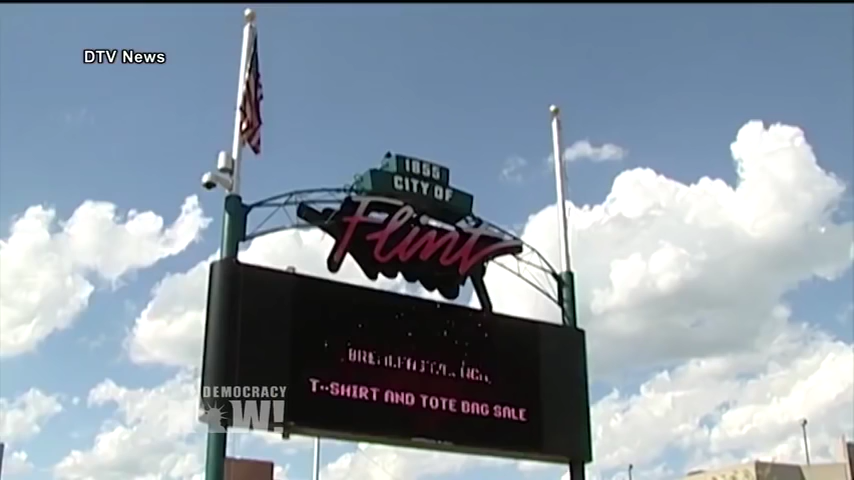 DTV News
1855
CITY OF
Flint
T-SHIRT AND TOTE BAG SALE
DEMOCRACY
NOW!